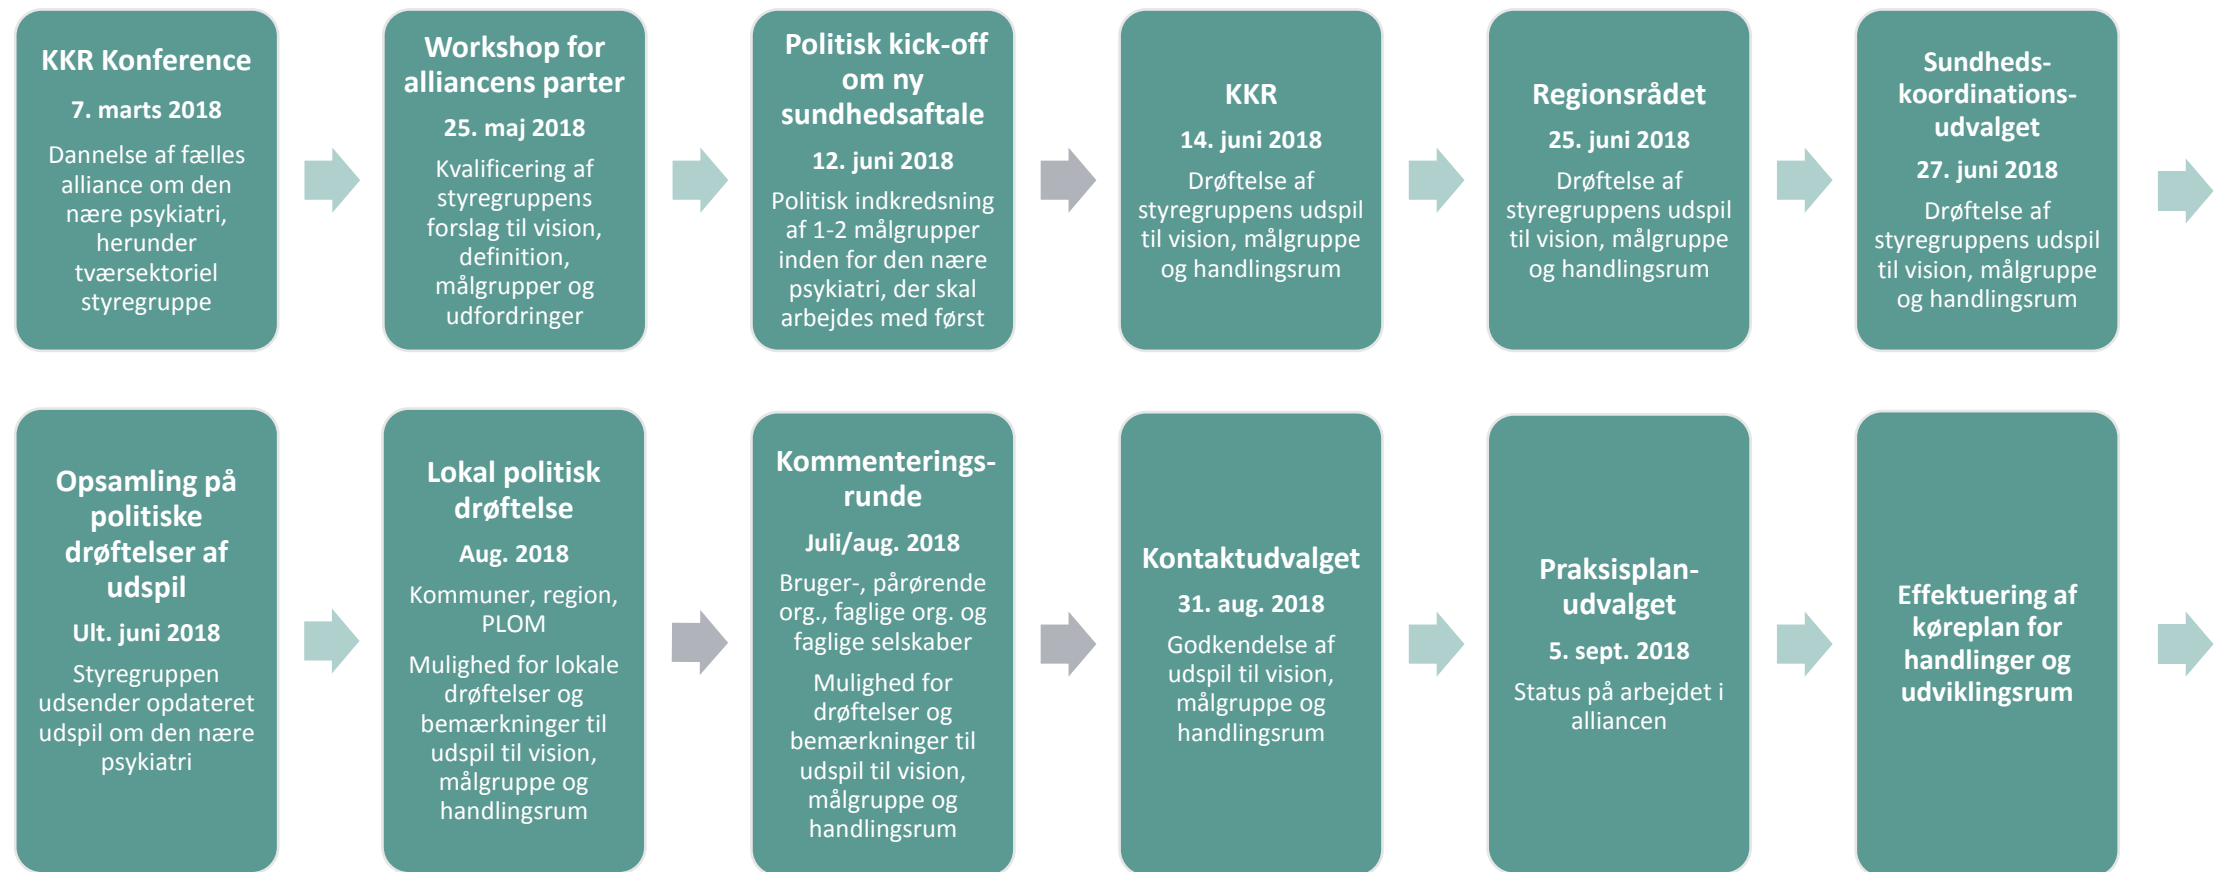 KKR Konference
7. marts 2018
Dannelse af fælles
alliance om den
nære psykiatri,
herunder
tværsektoriel
styregruppe
Workshop for
alliancens parter
25. maj 2018
Kvalificering af
styregruppens
forslag til vision,
definition,
målgrupper og
udfordringer
Politisk kick-off
om ny
sundhedsaftale
12. juni 2018
Politisk indkredsning
af 1-2 målgrupper
inden for den nære
psykiatri, der skal
arbejdes med først
KKR
14. juni 2018
Drøftelse af
styregruppens udspil
til vision, målgruppe
og handlingsrum
Regionsrådet
25. juni 2018
Drøftelse af
styregruppens udspil
til vision, målgruppe
og handlingsrum
Sundheds-
koordinations-
udvalget
27. juni 2018
Drøftelse af
styregruppens udspil
til vision, målgruppe
og handlingsrum
Opsamling på
politiske
drøftelser af
udspil
Ult. juni 2018
Styregruppen
udsender opdateret
udspil om den nære
psykiatri
Lokal politisk
drøftelse
Aug. 2018
Kommuner, region,
PLOM
Mulighed for lokale
drøftelser og
bemærkninger til
udspil til vision,
målgruppe og
handlingsrum
Kommenterings-
runde
Juli/aug. 2018
Bruger-, pårørende
org., faglige org. og
faglige selskaber
Mulighed for
drøftelser og
bemærkninger til
udspil til vision,
målgruppe og
handlingsrum
Kontaktudvalget
31. aug. 2018
Godkendelse af
udspil til vision,
målgruppe og
handlingsrum
Praksisplan-
udvalget
5. sept. 2018
Status på arbejdet i
alliancen
Effektuering af
køreplan for
handlinger og
udviklingsrum